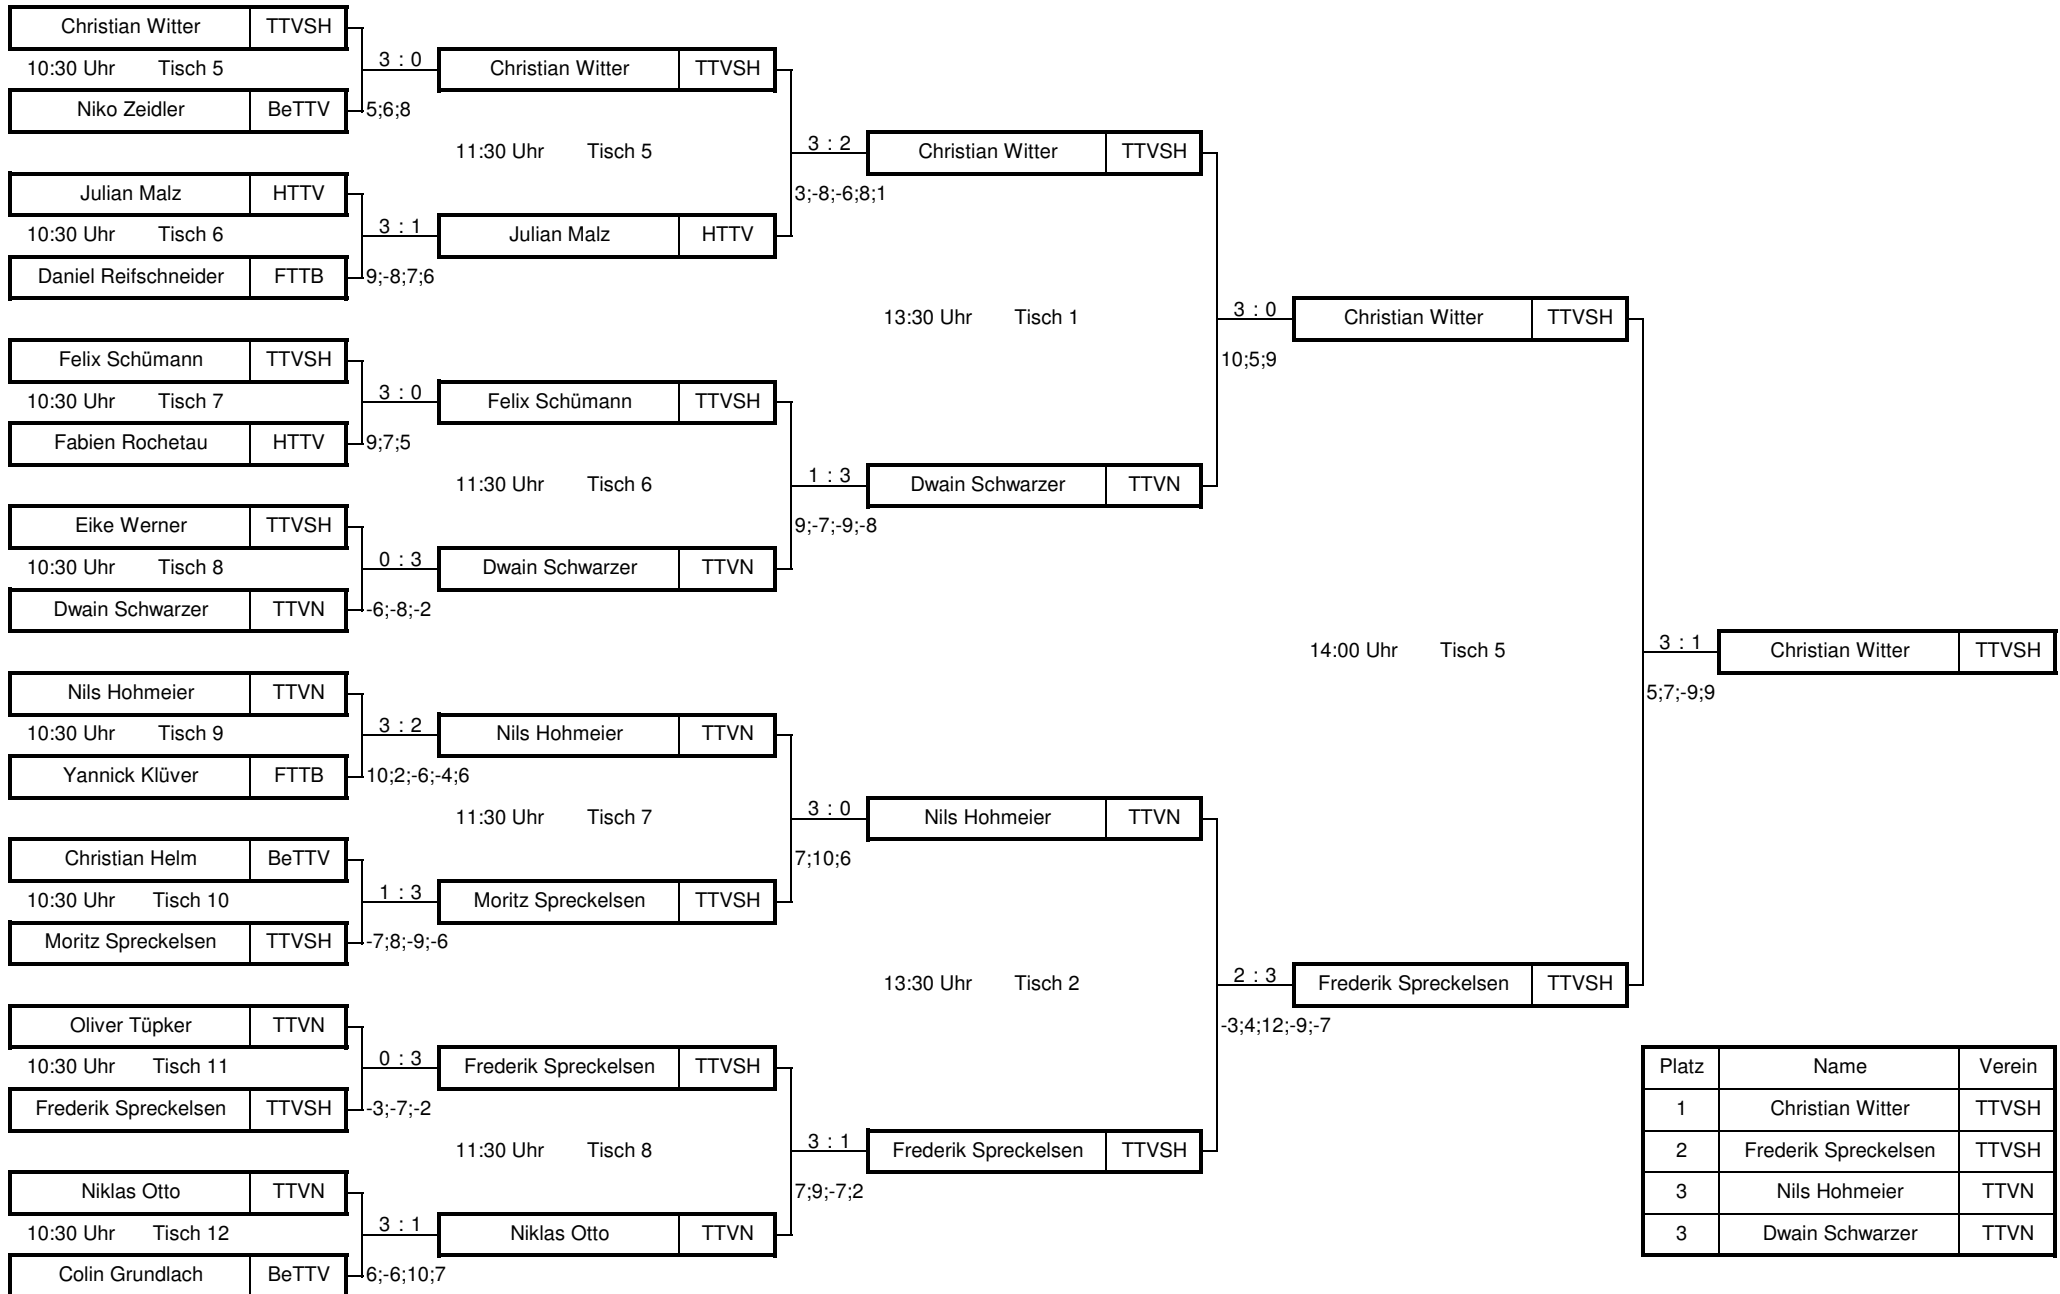 Christian Witter TTVSH
10:30 Uhr Tisch 5
3 : 0
Niko Zeidler BeTTV
5;6;8
Christian Witter TTVSH
11:30 Uhr Tisch 5
Julian Malz HTTV
10:30 Uhr Tisch 6
3 : 1
Daniel Reifschneider FTTB
9;-8;7;6
Julian Malz HTTV
3 : 2
3;-8;-6;8;1
Christian Witter TTVSH
13:30 Uhr Tisch 1
Felix Schümann TTVSH
10:30 Uhr Tisch 7
3 : 0
Fabien Rochetau HTTV
9;7;5
Felix Schümann TTVSH
11:30 Uhr Tisch 6
Eike Werner TTVSH
10:30 Uhr Tisch 8
0 : 3
Dwain Schwarzer TTVN
-6;-8;-2
Dwain Schwarzer TTVN
1 : 3
9;-7;-9;-8
Dwain Schwarzer TTVN
3 : 0
10;5;9
Christian Witter TTVSH
14:00 Uhr Tisch 5
Nils Hohmeier TTVN
10:30 Uhr Tisch 9
3 : 2
Yannick Klüver FTTB
10;2;-6;-4;6
Nils Hohmeier TTVN
11:30 Uhr Tisch 7
Christian Helm BeTTV
10:30 Uhr Tisch 10
1 : 3
Moritz Spreckelsen TTVSH
-7;8;-9;-6
Moritz Spreckelsen TTVSH
3 : 0
7;10;6
Nils Hohmeier TTVN
13:30 Uhr Tisch 2
Oliver Tüpker TTVN
10:30 Uhr Tisch 11
0 : 3
Frederik Spreckelsen TTVSH
-3;-7;-2
Frederik Spreckelsen TTVSH
11:30 Uhr Tisch 8
Niklas Otto TTVN
10:30 Uhr Tisch 12
3 : 1
Colin Grundlach BeTTV
6;-6;10;7
Niklas Otto TTVN
3 : 1
7;9;-7;2
Frederik Spreckelsen TTVSH
2 : 3
-3;4;12;-9;-7
Frederik Spreckelsen TTVSH
3 : 1
5;7;-9;9
Christian Witter TTVSH
Platz Name Verein
1 Christian Witter TTVSH
2 Frederik Spreckelsen TTVSH
3 Nils Hohmeier TTVN
3 Dwain Schwarzer TTVN